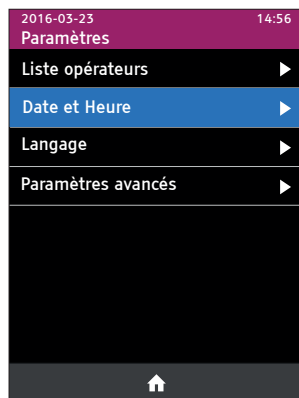 2016-03-23 14:56
Paramètres
Liste opérateurs
Date et Heure
Langage
Paramètres avancés